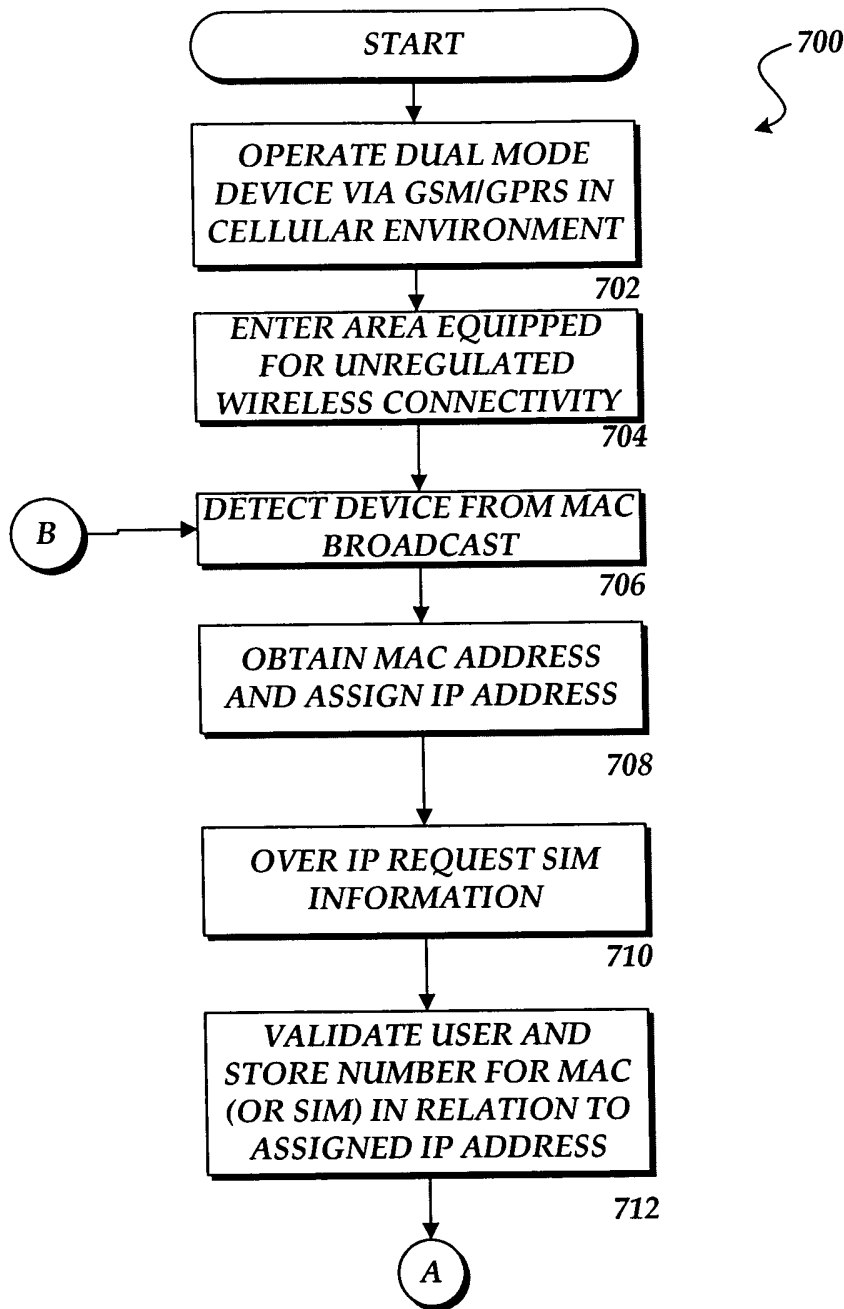 START
700
OPERATE DUAL MODE
DEVICE VIA GSM/GPRS IN
CELLULAR ENVIRONMENT
702
ENTER AREA EQUIPPED
FOR UNREGULATED
WIRELESS CONNECTIVITY
704
B
DETECT DEVICE FROM MAC
BROADCAST
706
OBTAIN MAC ADDRESS
AND ASSIGN IP ADDRESS
708
OVER IP REQUEST SIM
INFORMATION
710
VALIDATE USER AND
STORE NUMBER FOR MAC
(OR SIM) IN RELATION TO
ASSIGNED IP ADDRESS
712
A